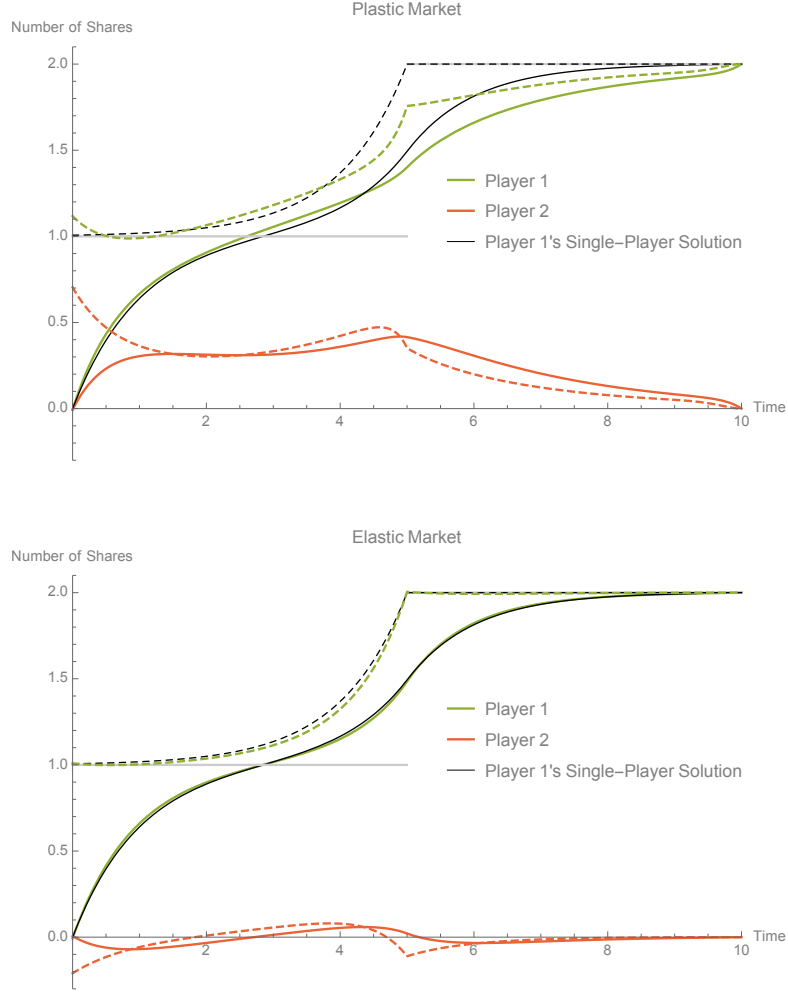 Plastic Market
Number of Shares
2.0
1.5
Player 1
Player 2
1.0
Player 1's Single–Player Solution
0.5
0.0
2
4
6
8
10
Time
Elastic Market
Number of Shares
2.0
1.5
Player 1
Player 2
1.0
Player 1's Single–Player Solution
0.5
0.0
2
4
6
8
10
Time